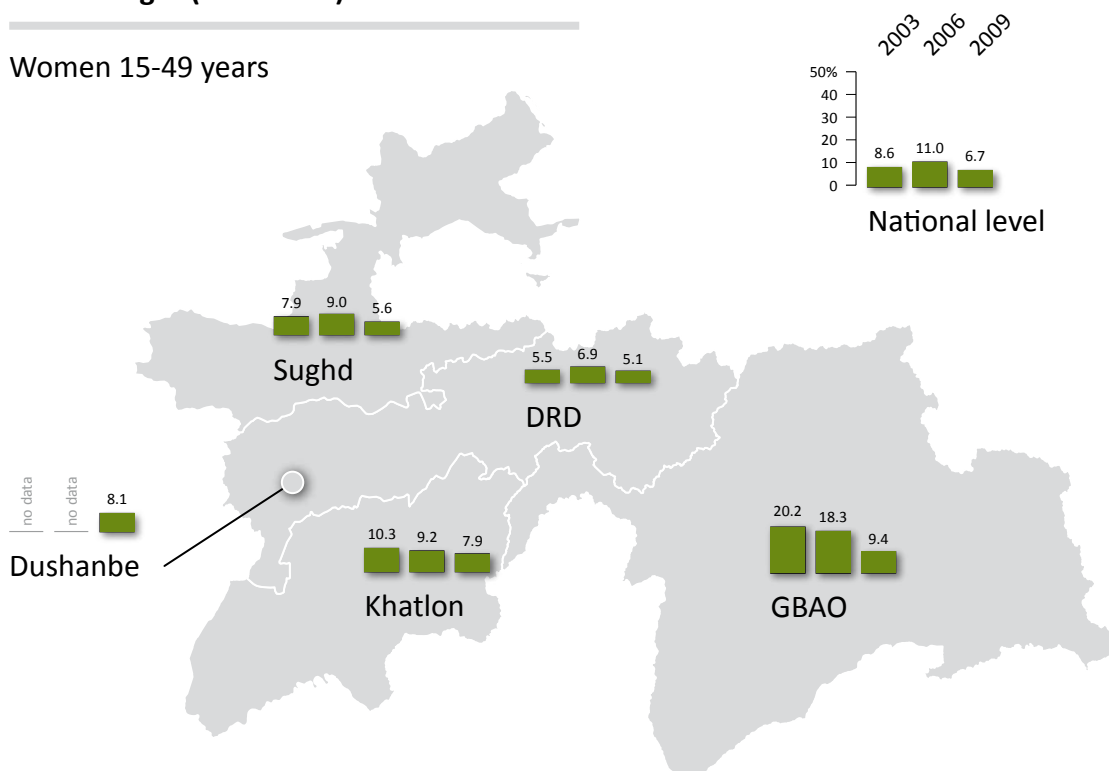 Women 15-49 years
2003 2006 2009
50%
40
30
20
10
0
8.6 11.0 6.7
National level
7.9 9.0 5.6
Sughd
5.5 6.9 5.1
DRD
no data no data 8.1
Dushanbe
10.3 9.2 7.9
Khatlon
20.2 18.3 9.4
GBAO